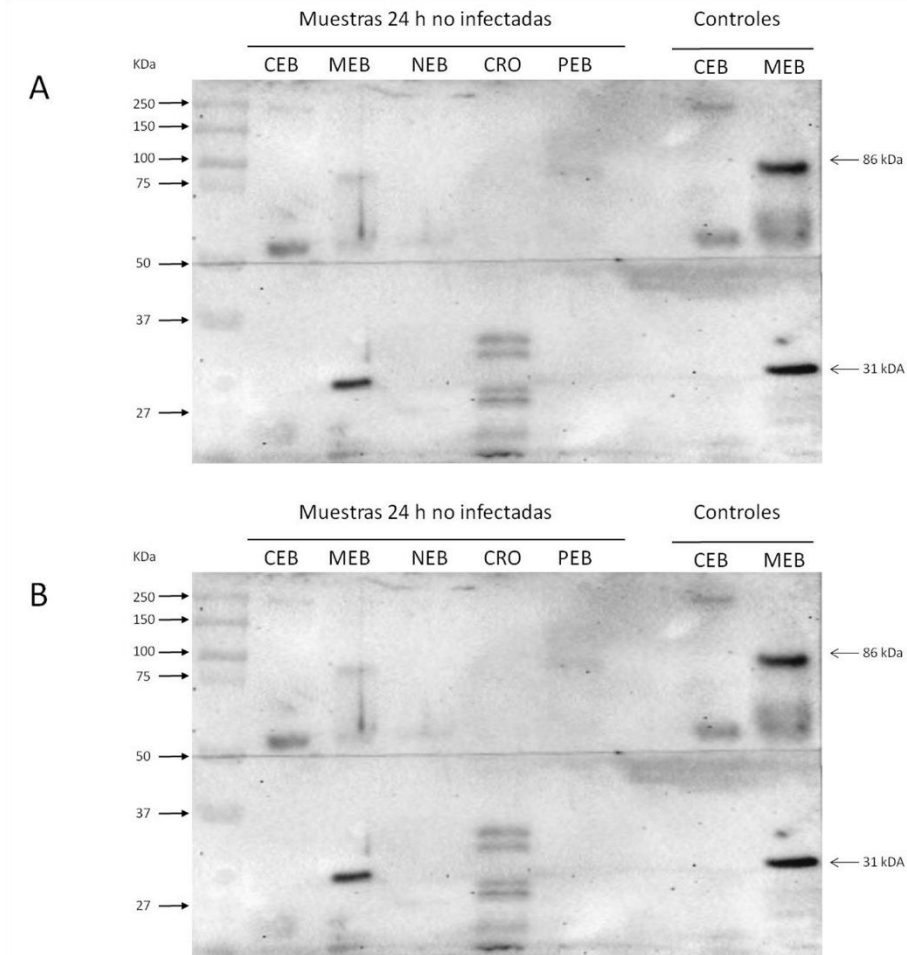 Muestras 24 h no infectadas Controles
KDa CEB MEB NEB CRO PEB CEB MEB
A
250
150
100 86 kDa
75
50
37
31 kDA
27
Muestras 24 h no infectadas Controles
KDa CEB MEB NEB CRO PEB CEB MEB
B
250
150
100 86 kDa
75
50
37
31 kDA
27